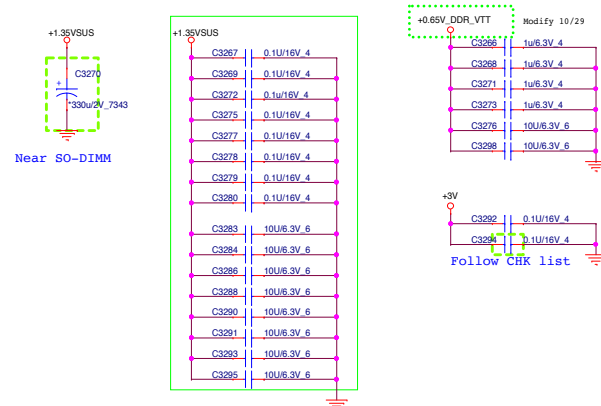 +1.35VSUS
C3270
+
*330u/2V_7343
Near SO-DIMM
+1.35VSUS
C3267 0.1U/16V_4
C3269 0.1U/16V_4
C3272 0.1u/16V_4
C3275 0.1U/16V_4
C3277 0.1U/16V_4
C3278 0.1U/16V_4
C3279 0.1U/16V_4
C3280 0.1U/16V_4
C3283 10U/6.3V_6
C3284 10U/6.3V_6
C3286 10U/6.3V_6
C3288 10U/6.3V_6
C3290 10U/6.3V_6
C3291 10U/6.3V_6
C3293 10U/6.3V_6
C3295 10U/6.3V_6
+0.65V_DDR_VTT Modify 10/29
C3266 1u/6.3V_4
C3268 1u/6.3V_4
C3271 1u/6.3V_4
C3273 1u/6.3V_4
C3276 10U/6.3V_6
C3298 10U/6.3V_6
+3V
C3292 0.1U/16V_4
C3294 0.1U/16V_4
Follow CHK list